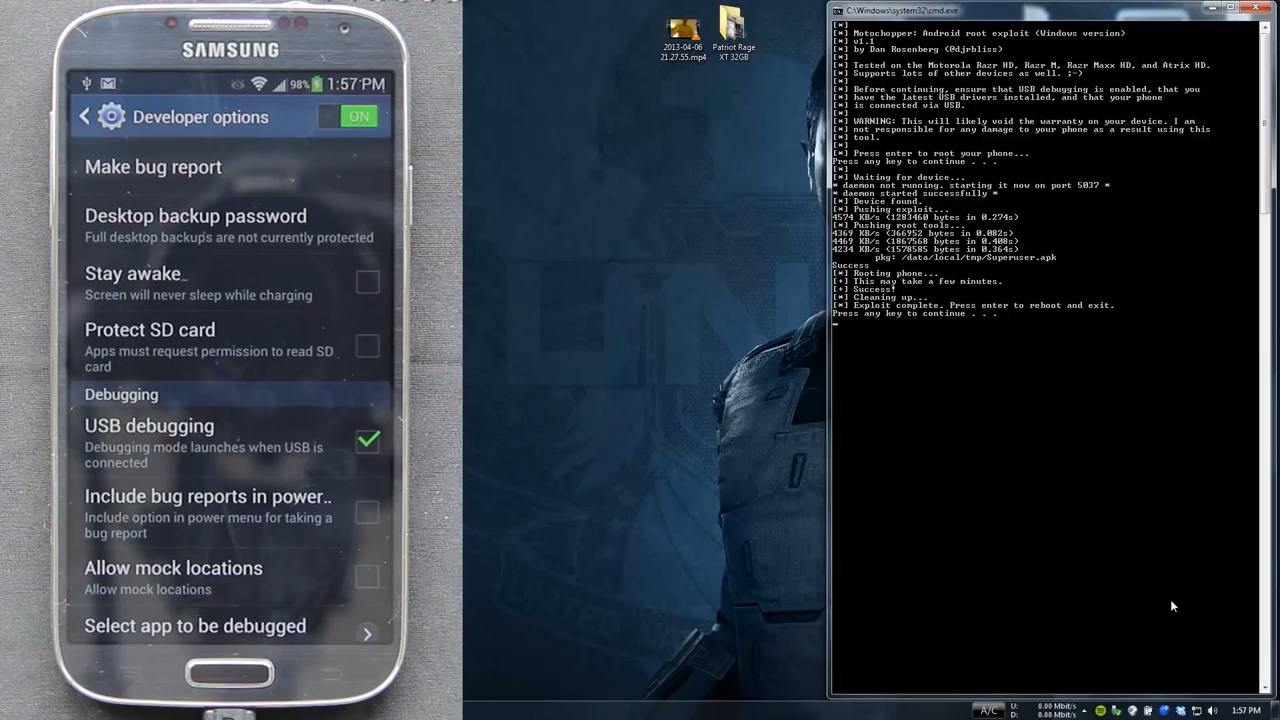 SAMSUNG
98% 1:57 PM
Developer options
ON
Make bug report
Desktop backup password
Full desktop backups are not currently protected
Stay awake
Screen will never sleep while charging
Protect SD card
Apps must request permission to read SD
card
Debugging
USB debugging
Debugging mode launches when USB is
connected
Include bug reports in power..
Include option in power menu for taking a
bug report
Allow mock locations
Allow mock locations
Select app to be debugged
2013-04-06
21.27.55.mp4
Patriot Rage
XT 32GB
C:\Windows\system32\cmd.exe
[*]
[*] Motochopper: Android root exploit (Windows version)
[*] v1.1
[*] by Dan Rosenberg (@djrbliss)
[*]
[*] Tested on the Motorola Razr HD, Razr M, Razr Maxx HD, and Atrix HD.
[*] Supports lots of other devices as well. ;-)
[*]
[*] Before continuing, ensure that USB debugging is enabled, that you
[*] have the latest USB drivers installed, and that your phone
[*] is connected via USB.
[*]
[*] WARNING: This will likely void the warranty on your device. I am
[*] not responsible for any damage to your phone as a result using this
[*] tool.
[*]
[*] Press enter to root your phone...
Press any key to continue . . .
[*]
[*] Waiting for device...
* daemon not running. starting it now on port 5037 *
* daemon started successfully *
[*] Device found.
[*] Pushing exploit...
4574 KB/s (1283460 bytes in 0.274s)
[*] Pushing root tools...
4369 KB/s (366952 bytes in 0.082s)
4469 KB/s (1867568 bytes in 0.408s)
4234 KB/s (1578585 bytes in 0.364s)
pkg: /data/local/tmp/Superuser.apk
Success
[*] Rooting phone...
[+] This may take a few minutes.
[+] Success!
[*] Cleaning up...
[*] Exploit complete. Press enter to reboot and exit.
Press any key to continue . . .
A/C
U: 0.00 Mbit/s
D: 0.00 Mbit/s
1:57 PM